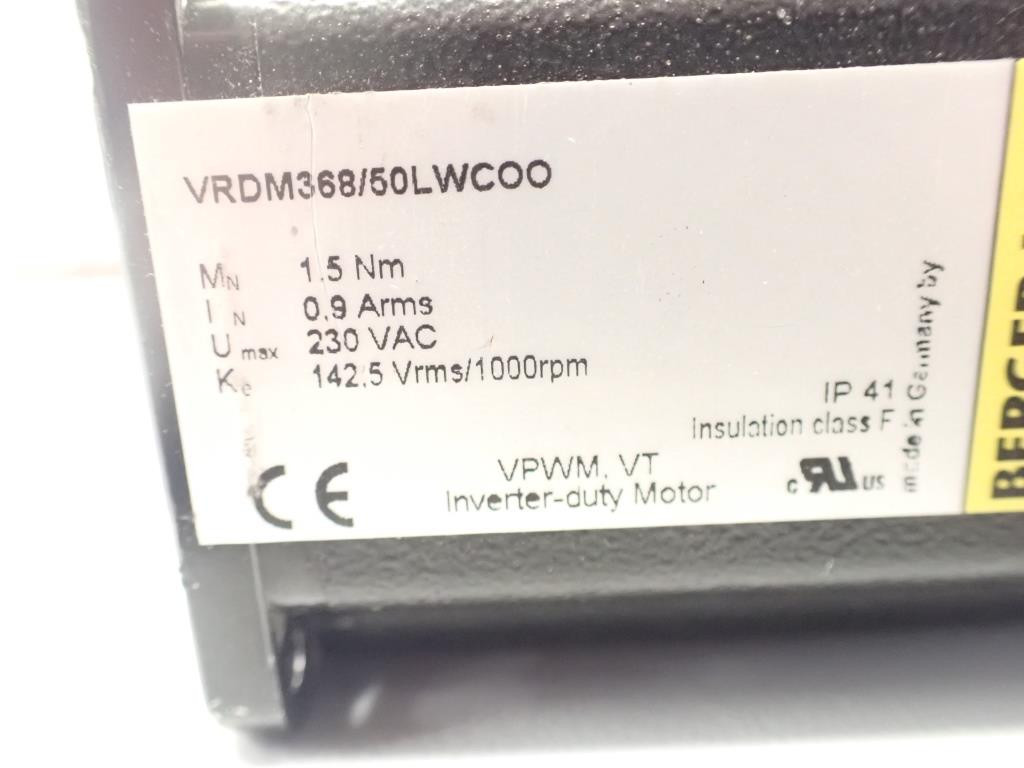 VRDM368/50LWCOO
MN 1.5 Nm
IN 0.9 Arms
Umax 230 VAC
Ke 142.5 Vrms/1000rpm
IP 41
Insulation class F
VPWM, VT
Inverter-duty Motor
CE
c RU US
made in Germany by